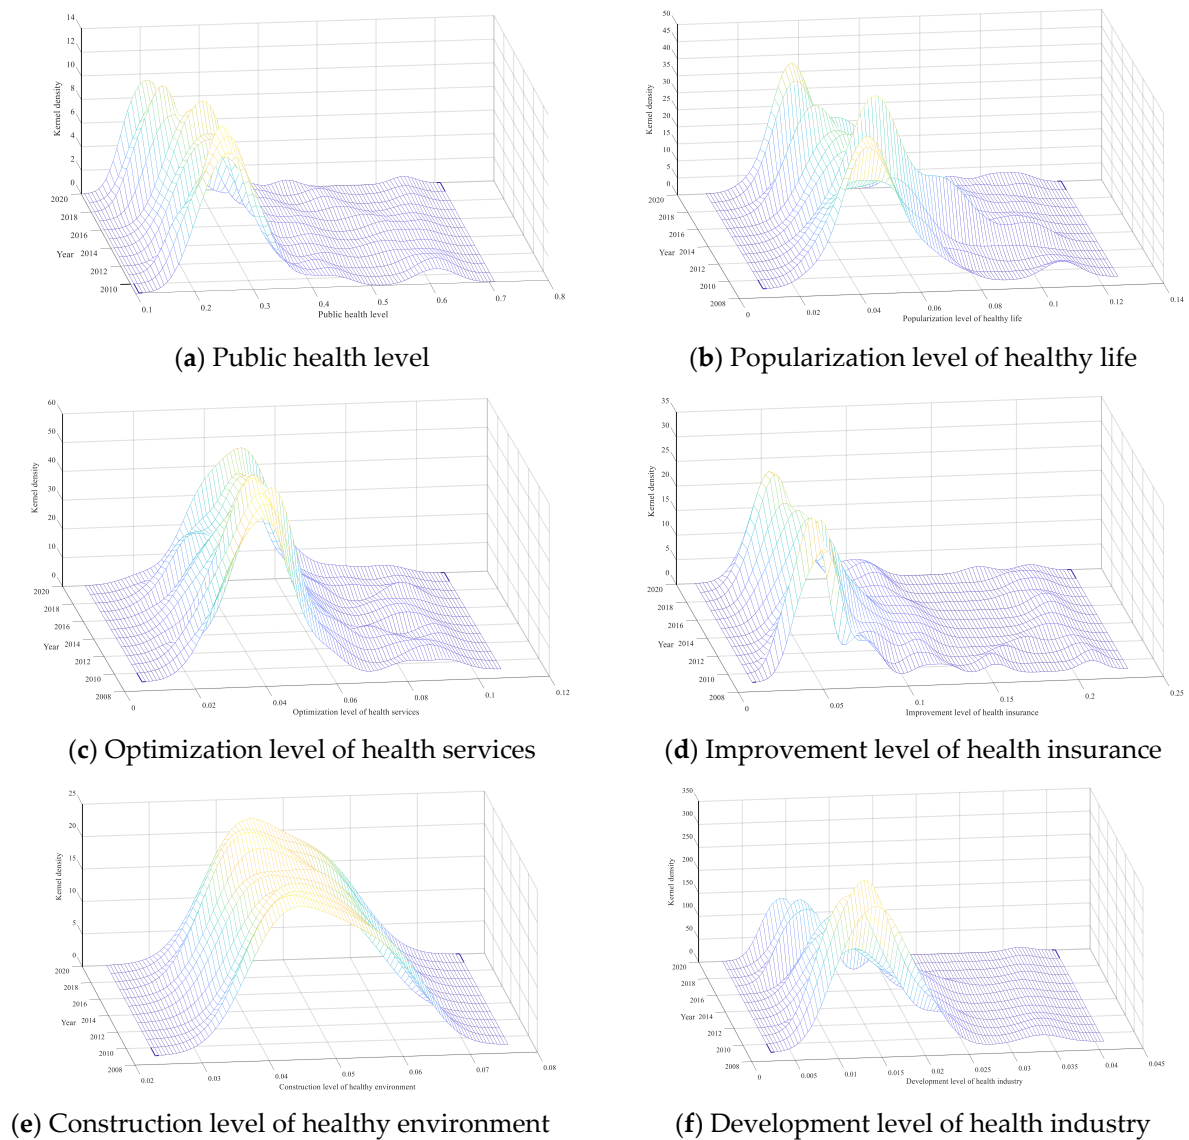 14
12
10
8
6
4
2
0
Kernel density
2020
2018
2016
Year 2014
2012
2010
0.1 0.2 0.3 0.4 0.5 0.6 0.7 0.8
Public health level
(a) Public health level
50
45
40
35
30
25
20
15
10
5
0
Kernel density
2020
2018
2016
Year 2014
2012
2010
2008
0 0.02 0.04 0.06 0.08 0.1 0.12 0.14
Popularization level of healthy life
(b) Popularization level of healthy life
60
50
40
30
20
10
0
Kernel density
2020
2018
2016
Year 2014
2012
2010
2008
0 0.02 0.04 0.06 0.08 0.1 0.12
Optimization level of health services
(c) Optimization level of health services
35
30
25
20
15
10
5
0
Kernel density
2020
2018
2016
Year 2014
2012
2010
2008
0 0.05 0.1 0.15 0.2 0.25
Improvement level of health insurance
(d) Improvement level of health insurance
25
20
15
10
5
0
Kernel density
2020
2018
2016
Year 2014
2012
2010
2008
0.02 0.03 0.04 0.05 0.06 0.07 0.08
Construction level of healthy environment
(e) Construction level of healthy environment
350
300
250
200
150
100
50
0
Kernel density
2020
2018
2016
Year 2014
2012
2010
2008
0 0.005 0.01 0.015 0.02 0.025 0.03 0.035 0.04 0.045
Development level of health industry
(f) Development level of health industry